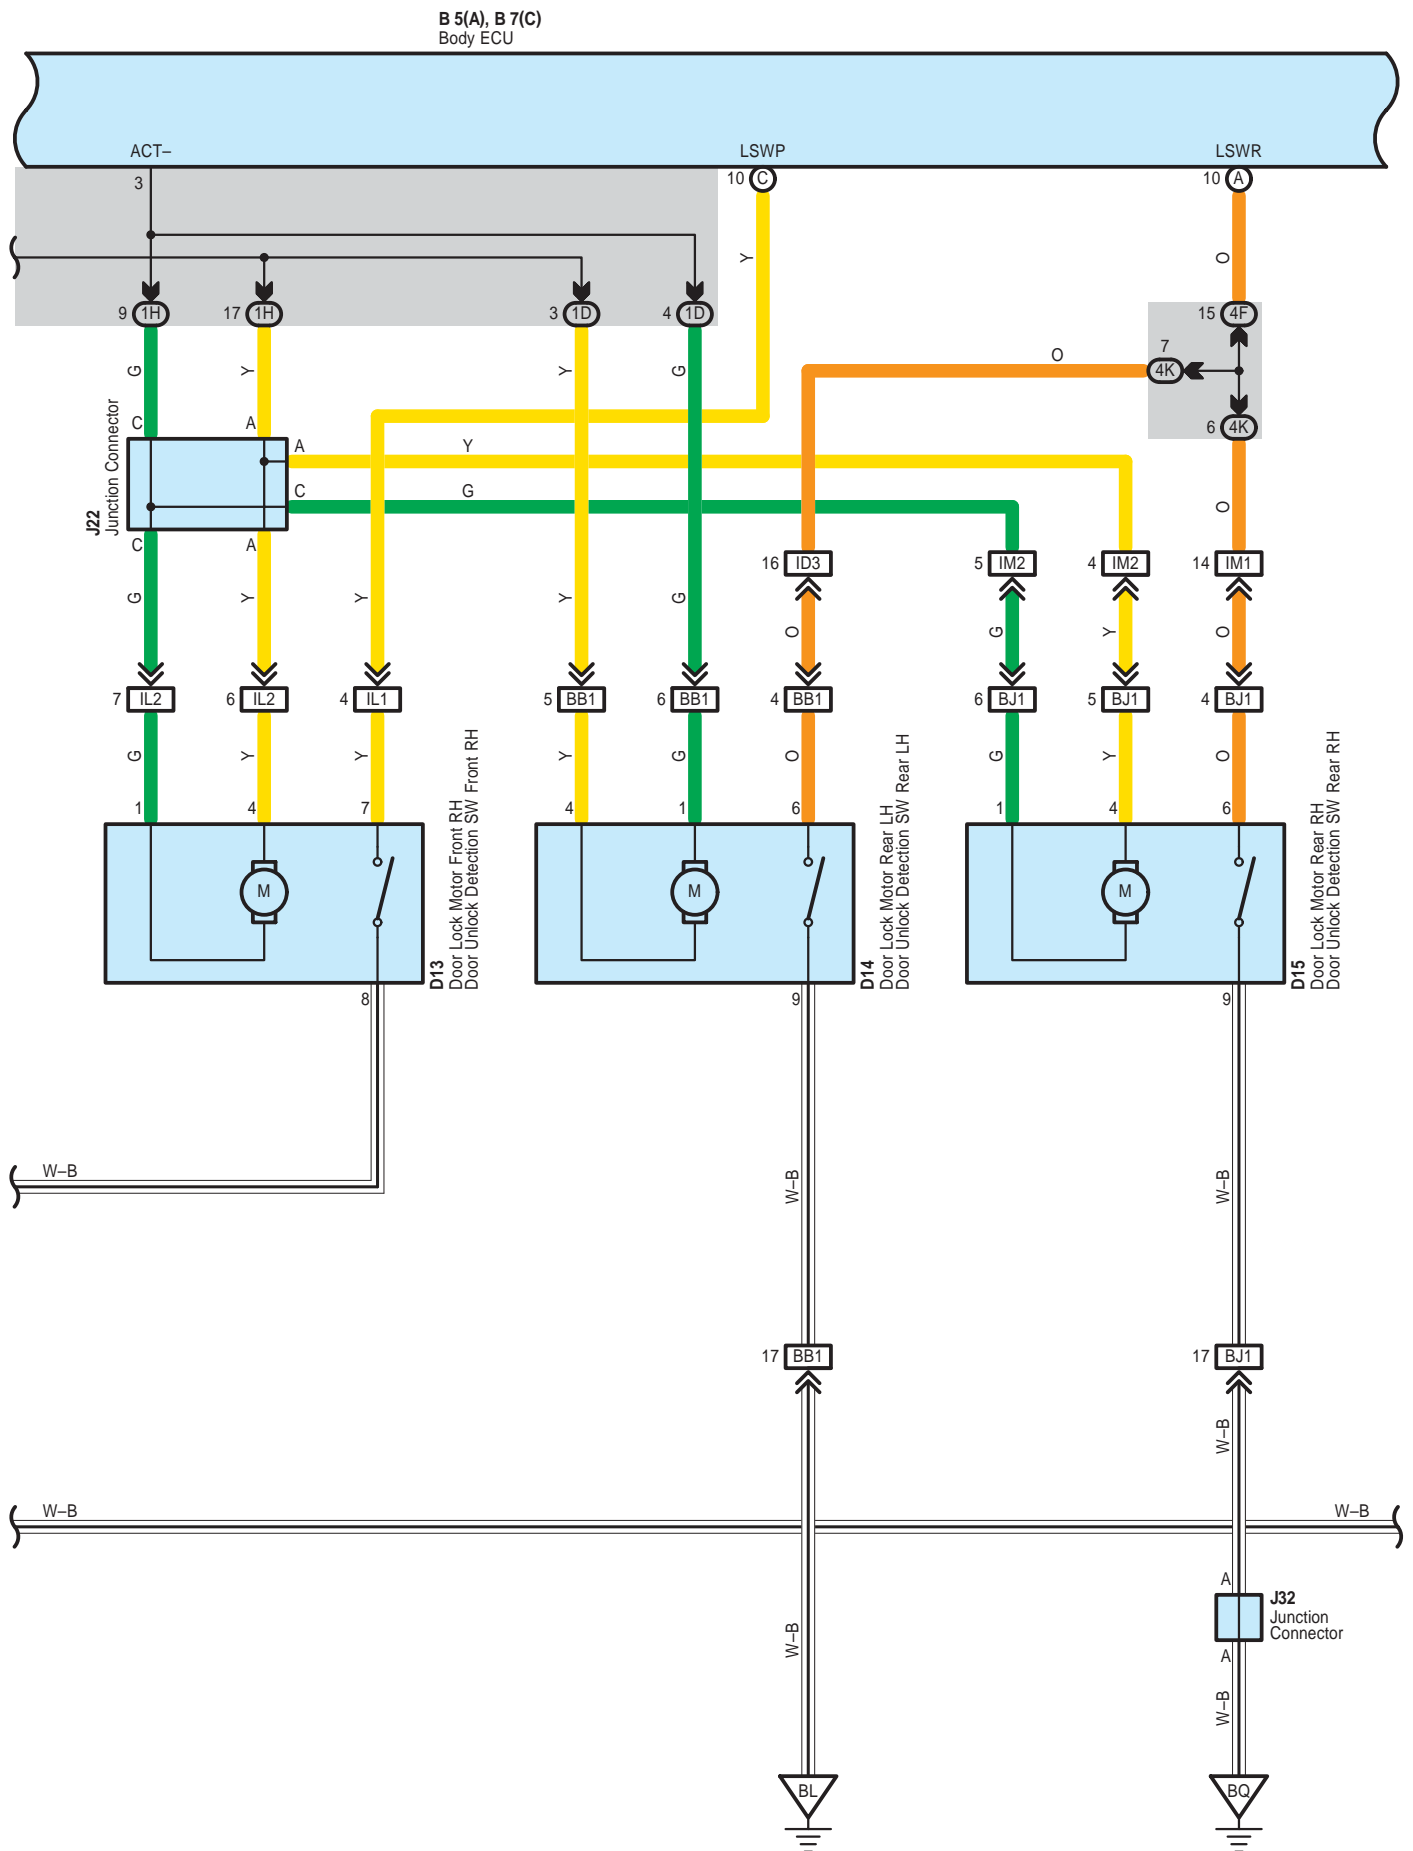 B 5(A), B 7(C)
Body ECU
ACT–
LSWP
LSWR
3
10 C
10 A
Y
O
9 1H
17 1H
3 1D
4 1D
15 4F
7
4K
O
6 4K
G
Y
Y
G
J22
Junction Connector
C
A
A
Y
C
G
C
A
O
16 ID3
5 IM2
4 IM2
14 IM1
G
Y
Y
Y
G
O
G
Y
O
7 IL2
6 IL2
4 IL1
5 BB1
6 BB1
4 BB1
6 BJ1
5 BJ1
4 BJ1
G
Y
Y
Y
G
O
G
Y
O
1
4
7
4
1
6
1
4
6
M
M
M
D13
Door Lock Motor Front RH
Door Unlock Detection SW Front RH
D14
Door Lock Motor Rear LH
Door Unlock Detection SW Rear LH
D15
Door Lock Motor Rear RH
Door Unlock Detection SW Rear RH
8
9
9
W–B
W–B
W–B
17 BB1
17 BJ1
W–B
W–B
W–B
W–B
A
J32
Junction
Connector
A
W–B
W–B
BL
BQ